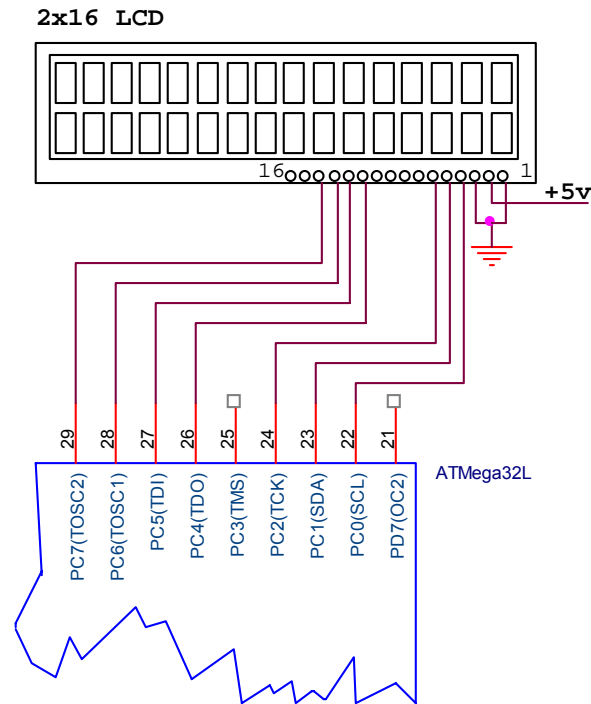 2x16 LCD
16 1
+5v
29 28 27 26 25 24 23 22 21
ATMega32L
PC7(TOSC2)
PC6(TOSC1)
PC5(TDI)
PC4(TDO)
PC3(TMS)
PC2(TCK)
PC1(SDA)
PC0(SCL)
PD7(OC2)